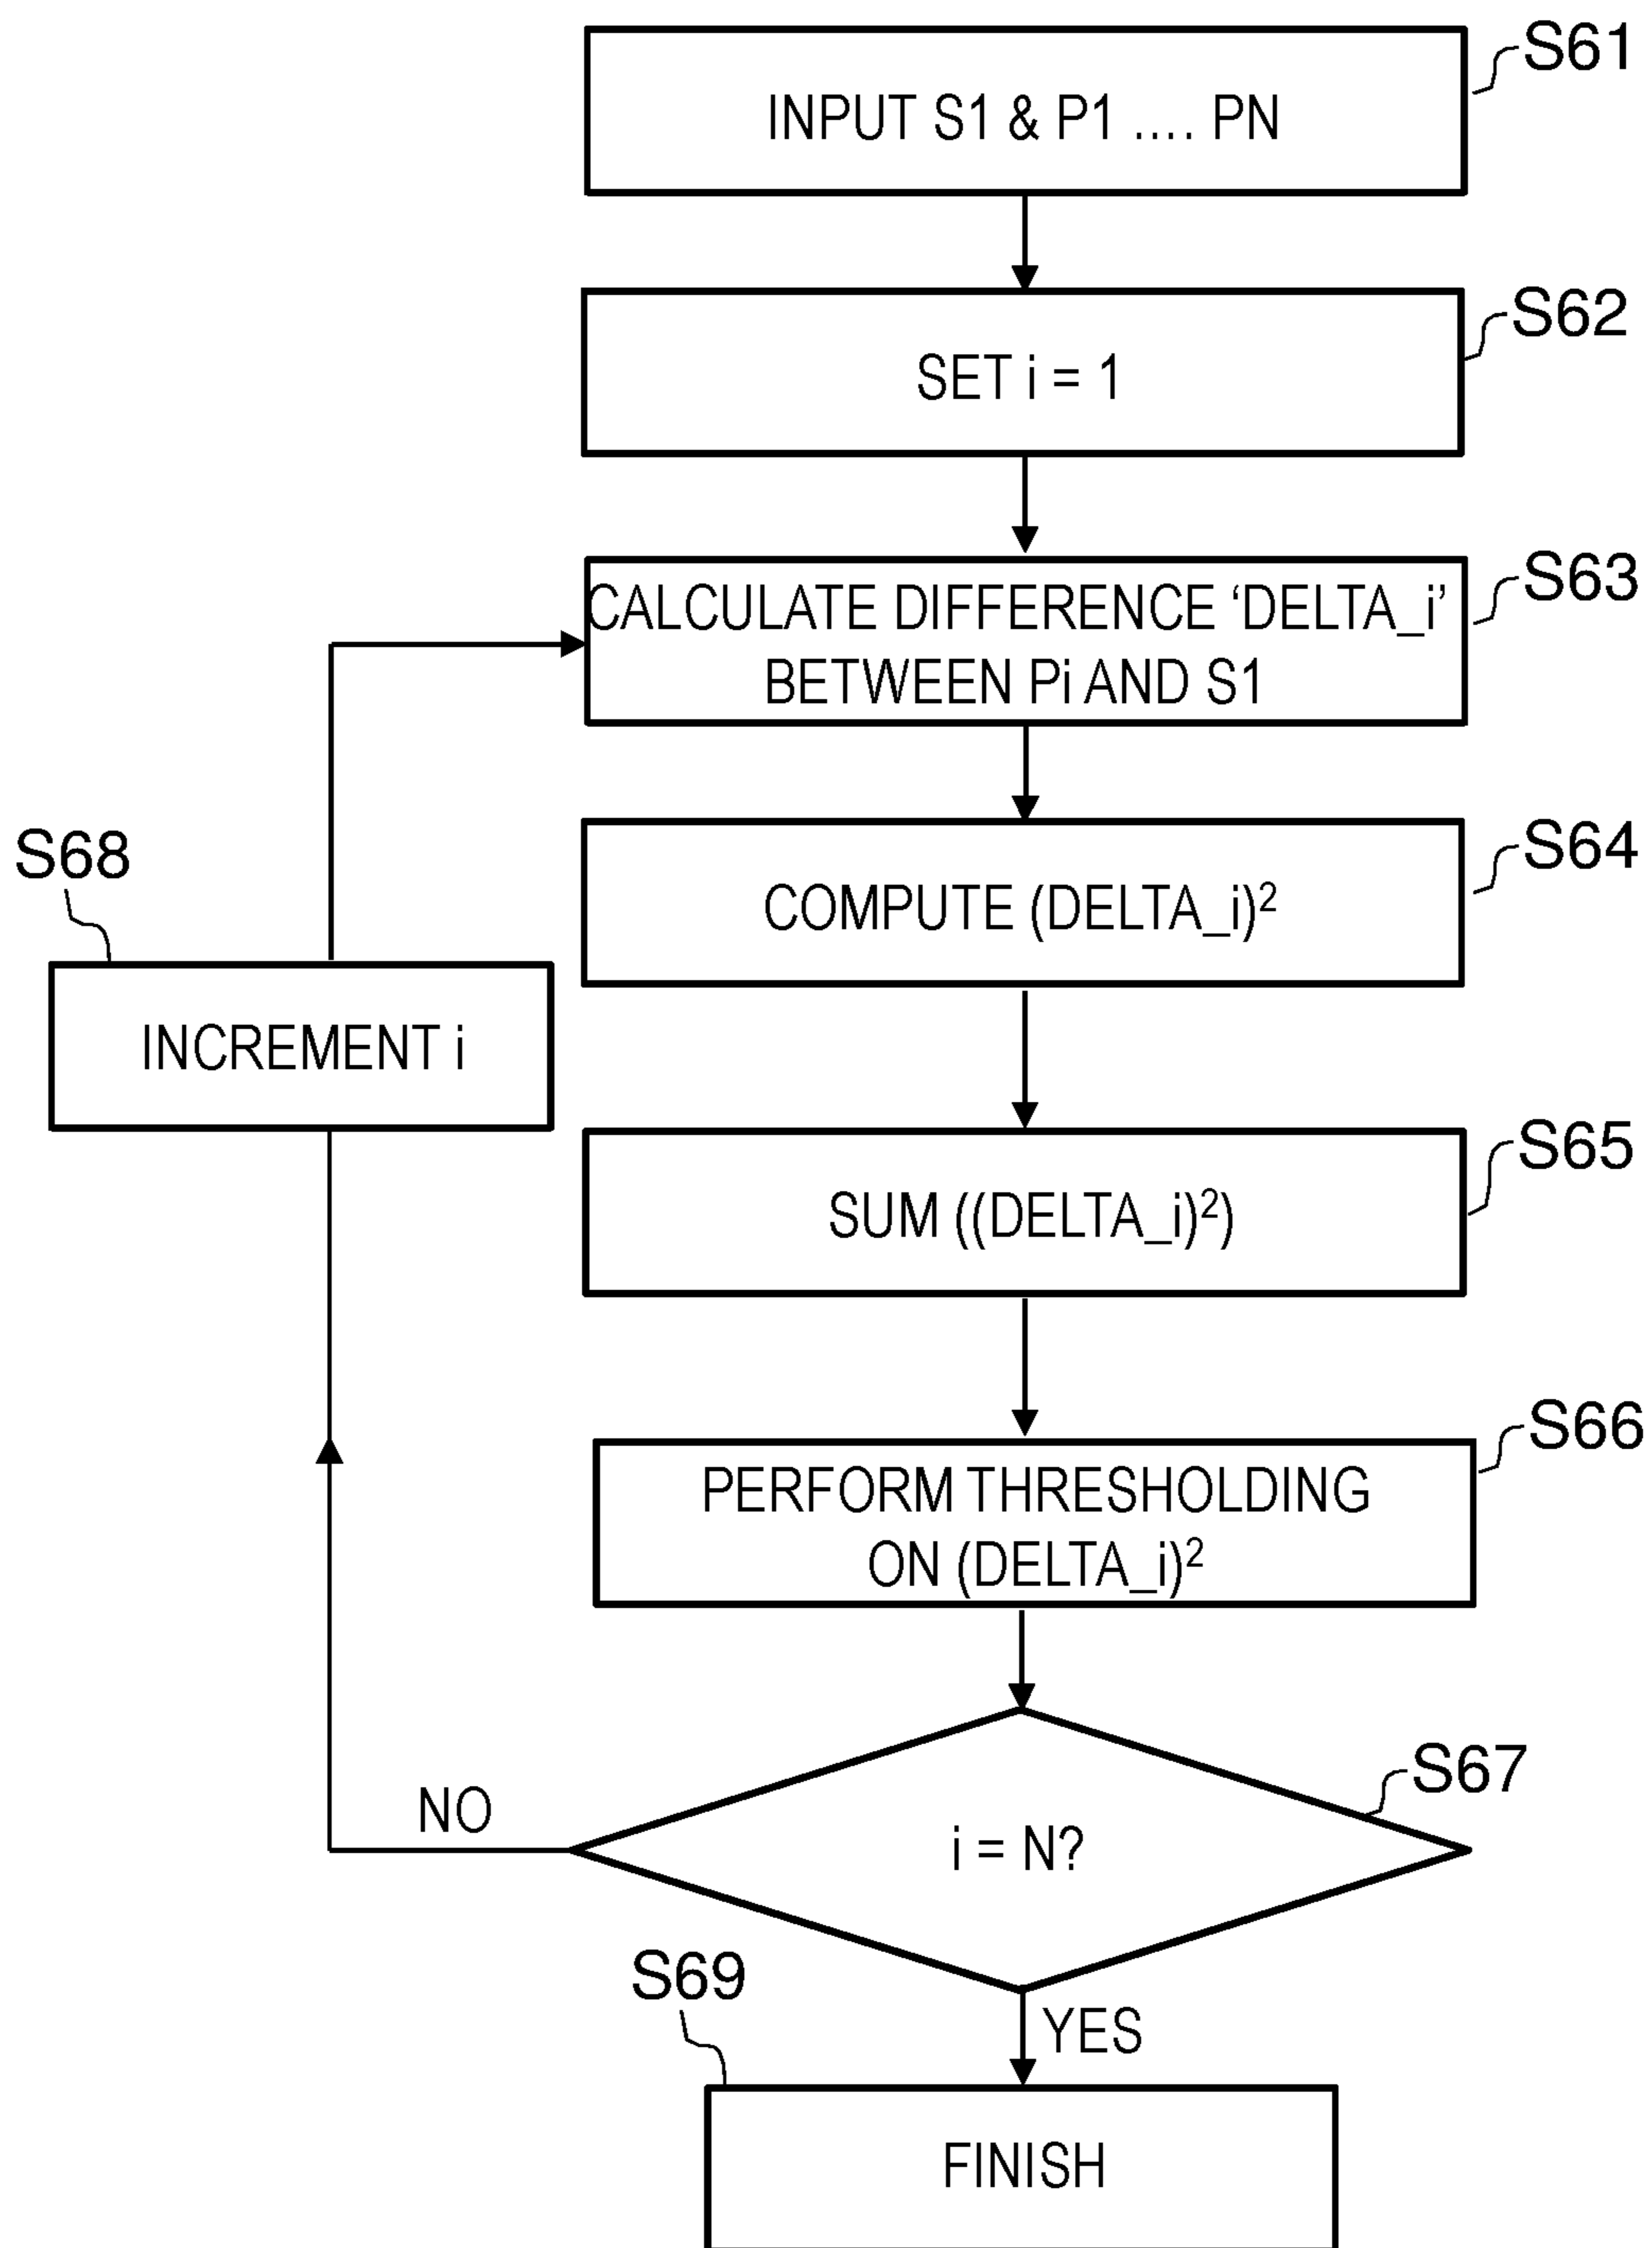 S61
INPUT S1 & P1 .... PN
S62
SET i = 1
S63
CALCULATE DIFFERENCE ‘DELTA_i’
BETWEEN Pi AND S1
S64
COMPUTE (DELTA_i)²
S68
INCREMENT i
S65
SUM ((DELTA_i)²)
S66
PERFORM THRESHOLDING
ON (DELTA_i)²
S67
NO
i = N?
S69
YES
FINISH